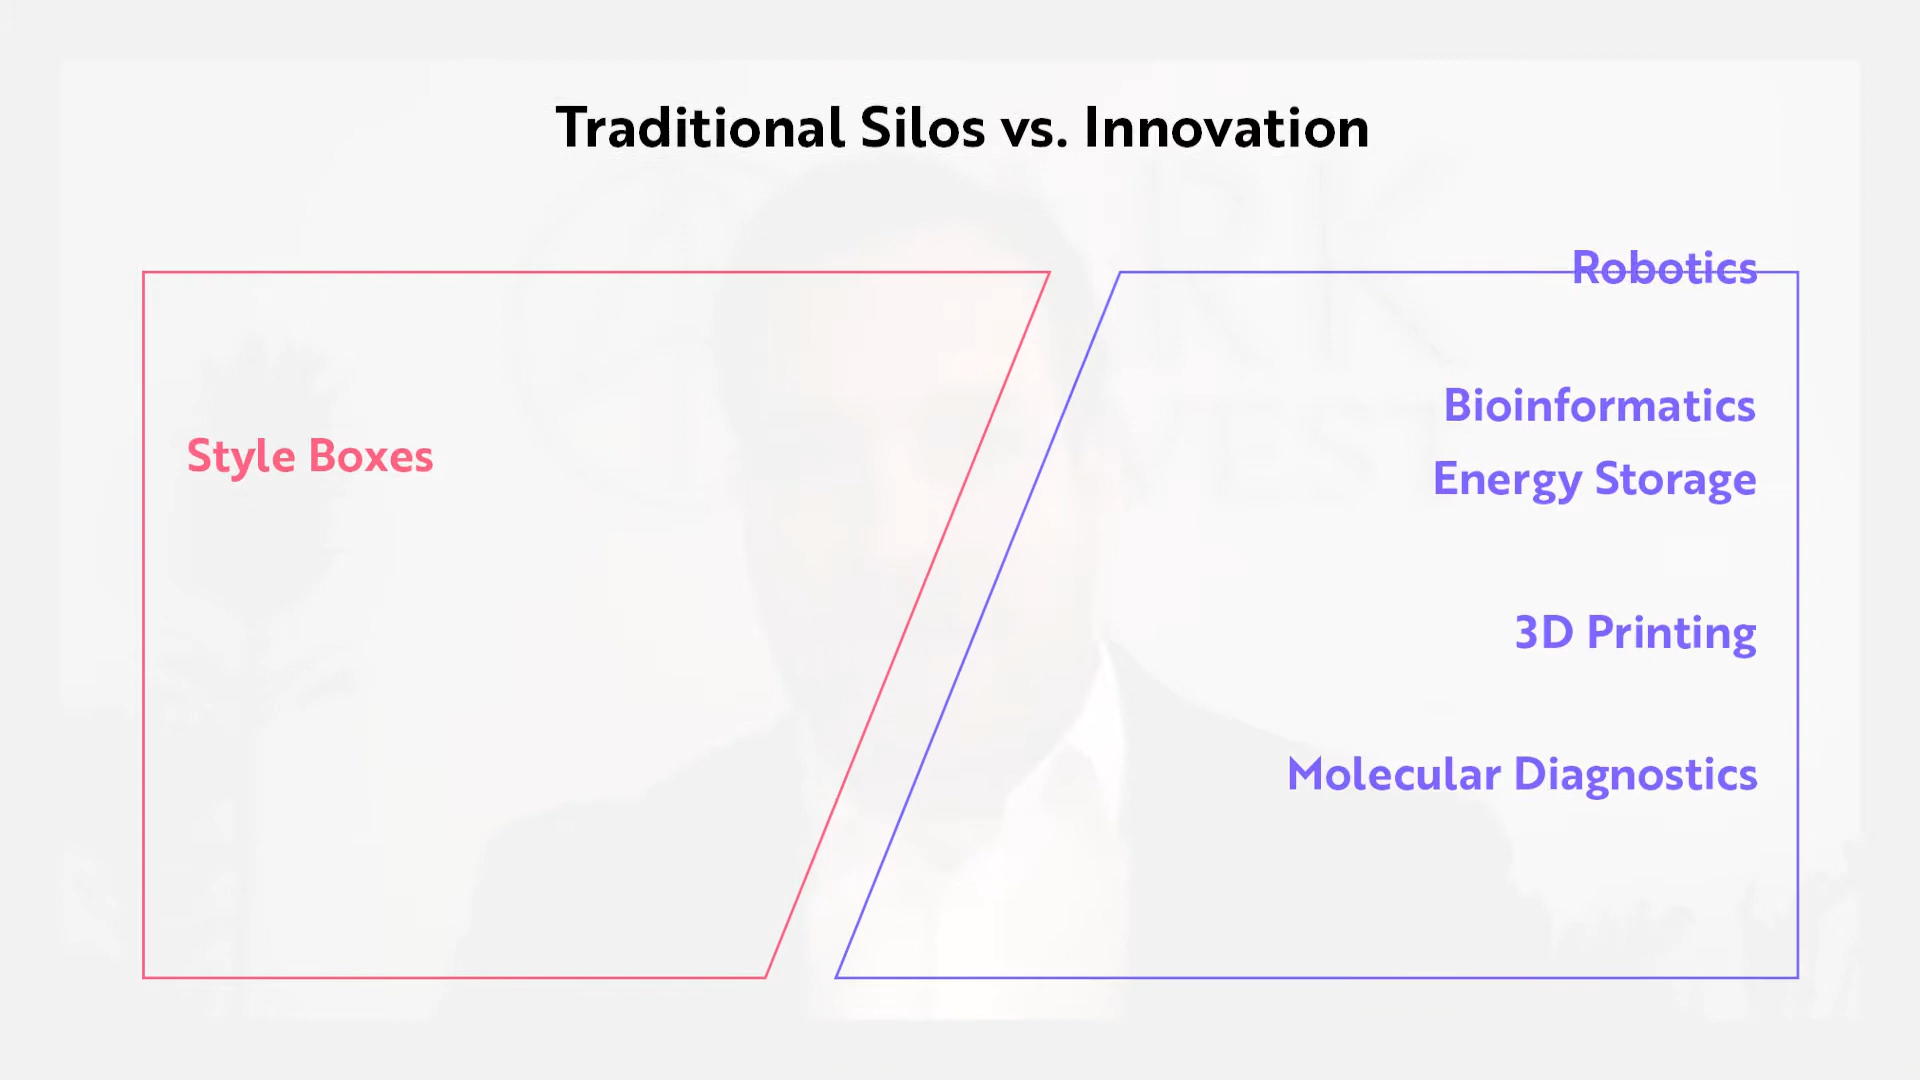 Traditional Silos vs. Innovation
Style Boxes
Robotics
Bioinformatics
Energy Storage
3D Printing
Molecular Diagnostics